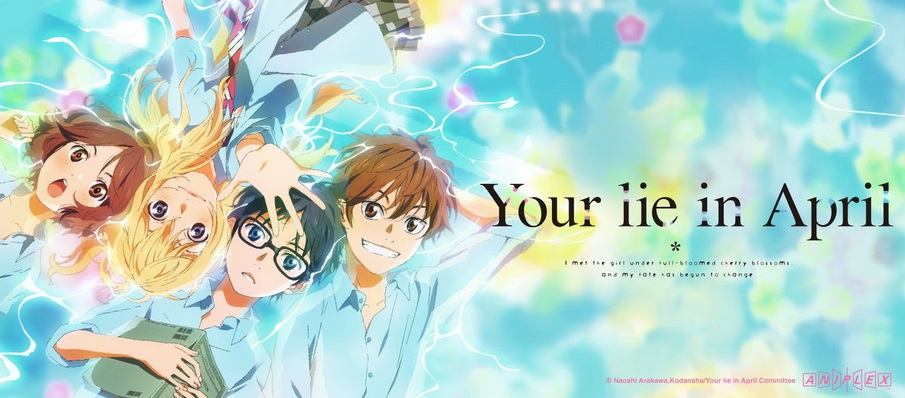 Your lie in April
*
I met the girl under full-bloomed cherry blossoms,
and my fate has begun to change.
© Naoshi Arakawa,Kodansha/Your lie in April Committee
ANIPLEX